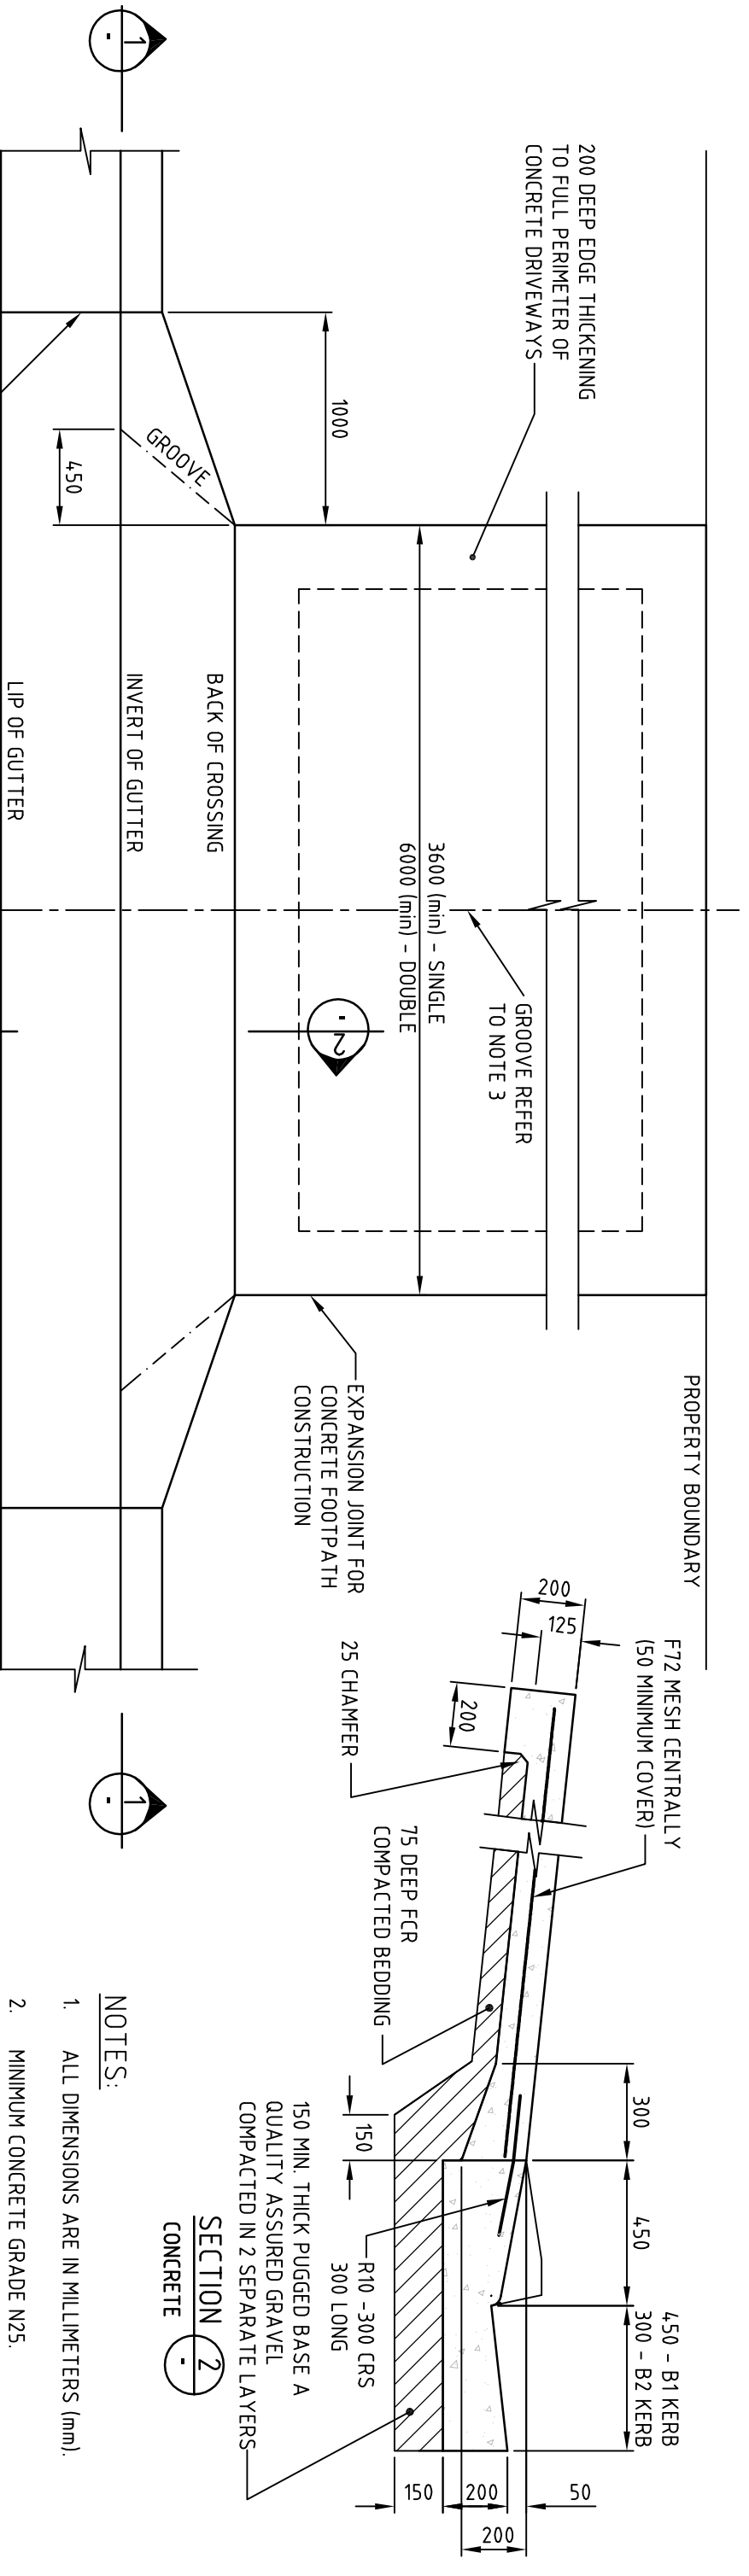 1
-
200 DEEP EDGE THICKENING
TO FULL PERIMETER OF
CONCRETE DRIVEWAYS
1000
GROOVE
450
BACK OF CROSSING
INVERT OF GUTTER
LIP OF GUTTER
3600 (min) - SINGLE
6000 (min) - DOUBLE
GROOVE REFER
TO NOTE 3
2
-
PROPERTY BOUNDARY
EXPANSION JOINT FOR
CONCRETE FOOTPATH
CONSTRUCTION
1
-
F72 MESH CENTRALLY
(50 MINIMUM COVER)
200
125
200
25 CHAMFER
75 DEEP FCR
COMPACTED BEDDING
300
450
450 - B1 KERB
300 - B2 KERB
150
R10 -300 CRS
300 LONG
150 MIN. THICK PUGGED BASE A
QUALITY ASSURED GRAVEL
COMPACTED IN 2 SEPARATE LAYERS
150
200
50
200
SECTION
CONCRETE
2
-
NOTES:
1. ALL DIMENSIONS ARE IN MILLIMETERS (mm).
2. MINIMUM CONCRETE GRADE N25.